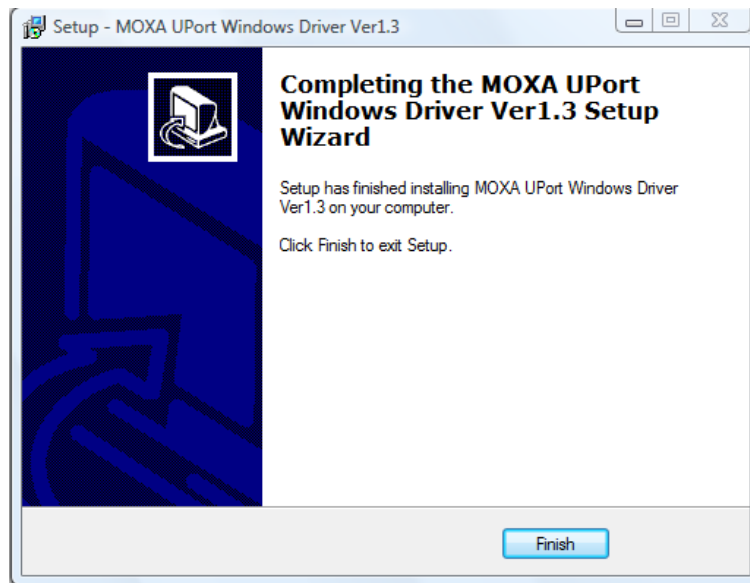 Setup - MOXA UPort Windows Driver Ver1.3
Completing the MOXA UPort
Windows Driver Ver1.3 Setup
Wizard
Setup has finished installing MOXA UPort Windows Driver
Ver1.3 on your computer.
Click Finish to exit Setup.
Finish